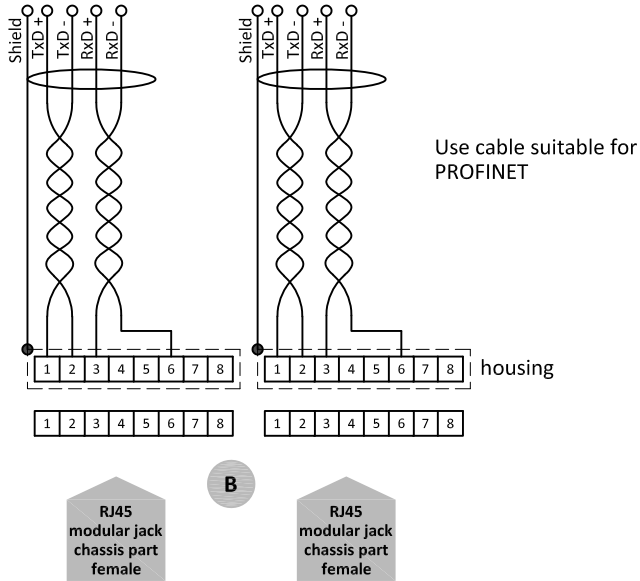 Shield
TxD +
TxD -
RxD +
RxD -
Shield
TxD +
TxD -
RxD +
RxD -
Use cable suitable for
PROFINET
1 2 3 4 5 6 7 8
1 2 3 4 5 6 7 8
housing
1 2 3 4 5 6 7 8
1 2 3 4 5 6 7 8
B
RJ45
modular jack
chassis part
female
RJ45
modular jack
chassis part
female